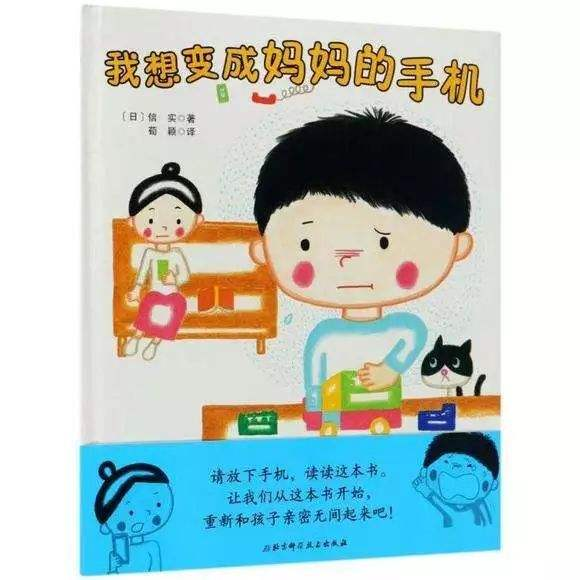 我想变成妈妈的手机
〔日〕信 实◎著
荀 颖◎译
请放下手机，读读这本书。
让我们从这本书开始，
重新和孩子亲密无间起来吧！
北京科学技术出版社